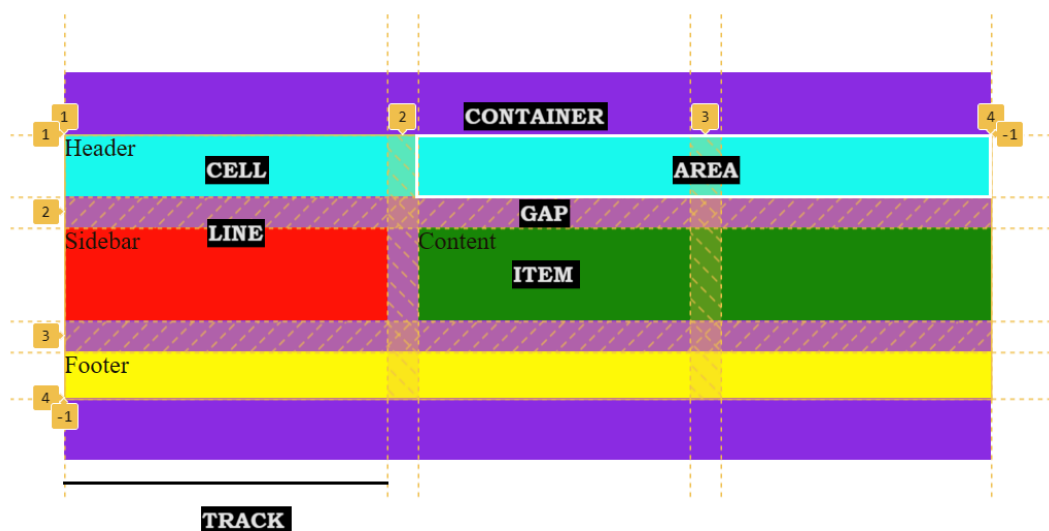 1
2
CONTAINER
3
4
1
-1
Header
CELL
AREA
2
GAP
LINE
Sidebar
Content
ITEM
3
Footer
4
-1
TRACK